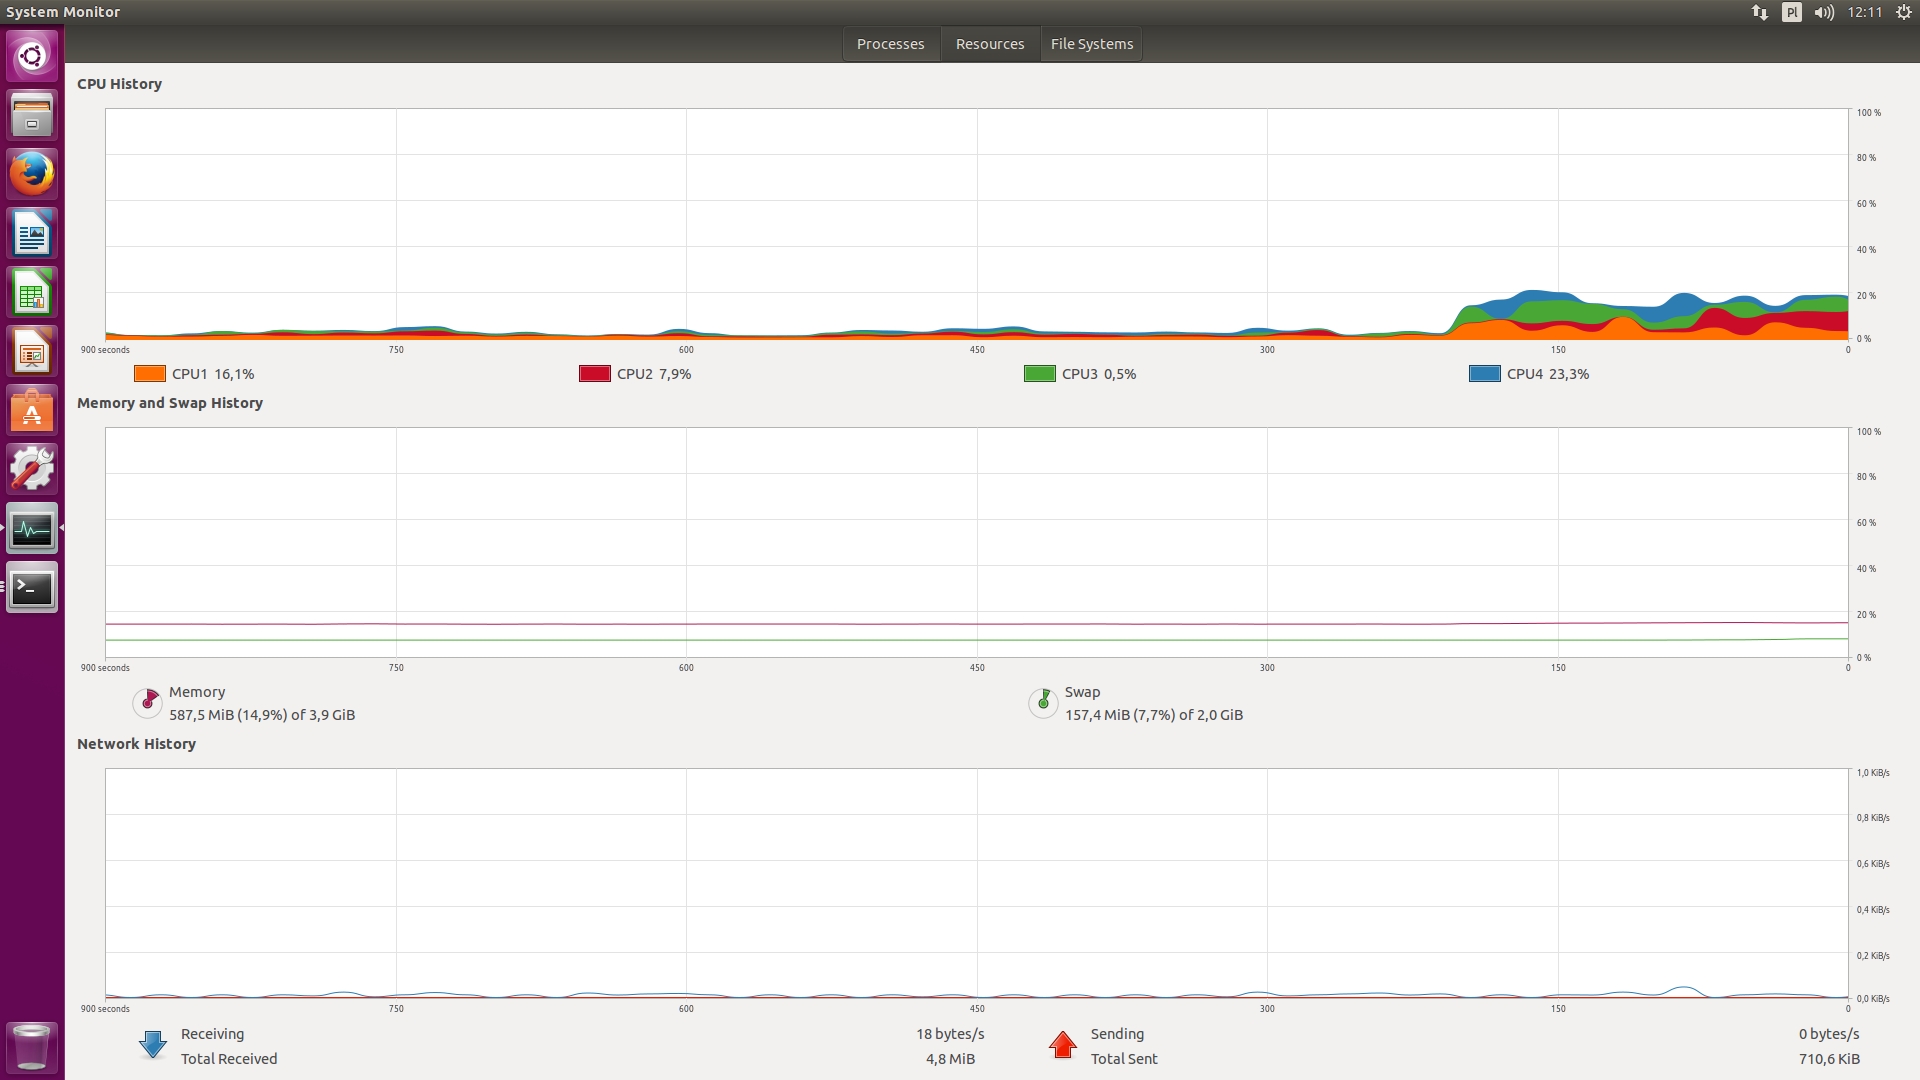 System Monitor
Pl
12:11
Processes
Resources
File Systems
CPU History
100 %
80 %
60 %
40 %
20 %
0 %
900 seconds 750 600 450 300 150 0
CPU1 16,1% CPU2 7,9% CPU3 0,5% CPU4 23,3%
Memory and Swap History
100 %
80 %
60 %
40 %
20 %
0 %
900 seconds 750 600 450 300 150 0
Memory
587,5 MiB (14,9%) of 3,9 GiB
Swap
157,4 MiB (7,7%) of 2,0 GiB
Network History
1,0 KiB/s
0,8 KiB/s
0,6 KiB/s
0,4 KiB/s
0,2 KiB/s
0,0 KiB/s
900 seconds 750 600 450 300 150 0
Receiving 18 bytes/s
Total Received 4,8 MiB
Sending 0 bytes/s
Total Sent 710,6 KiB